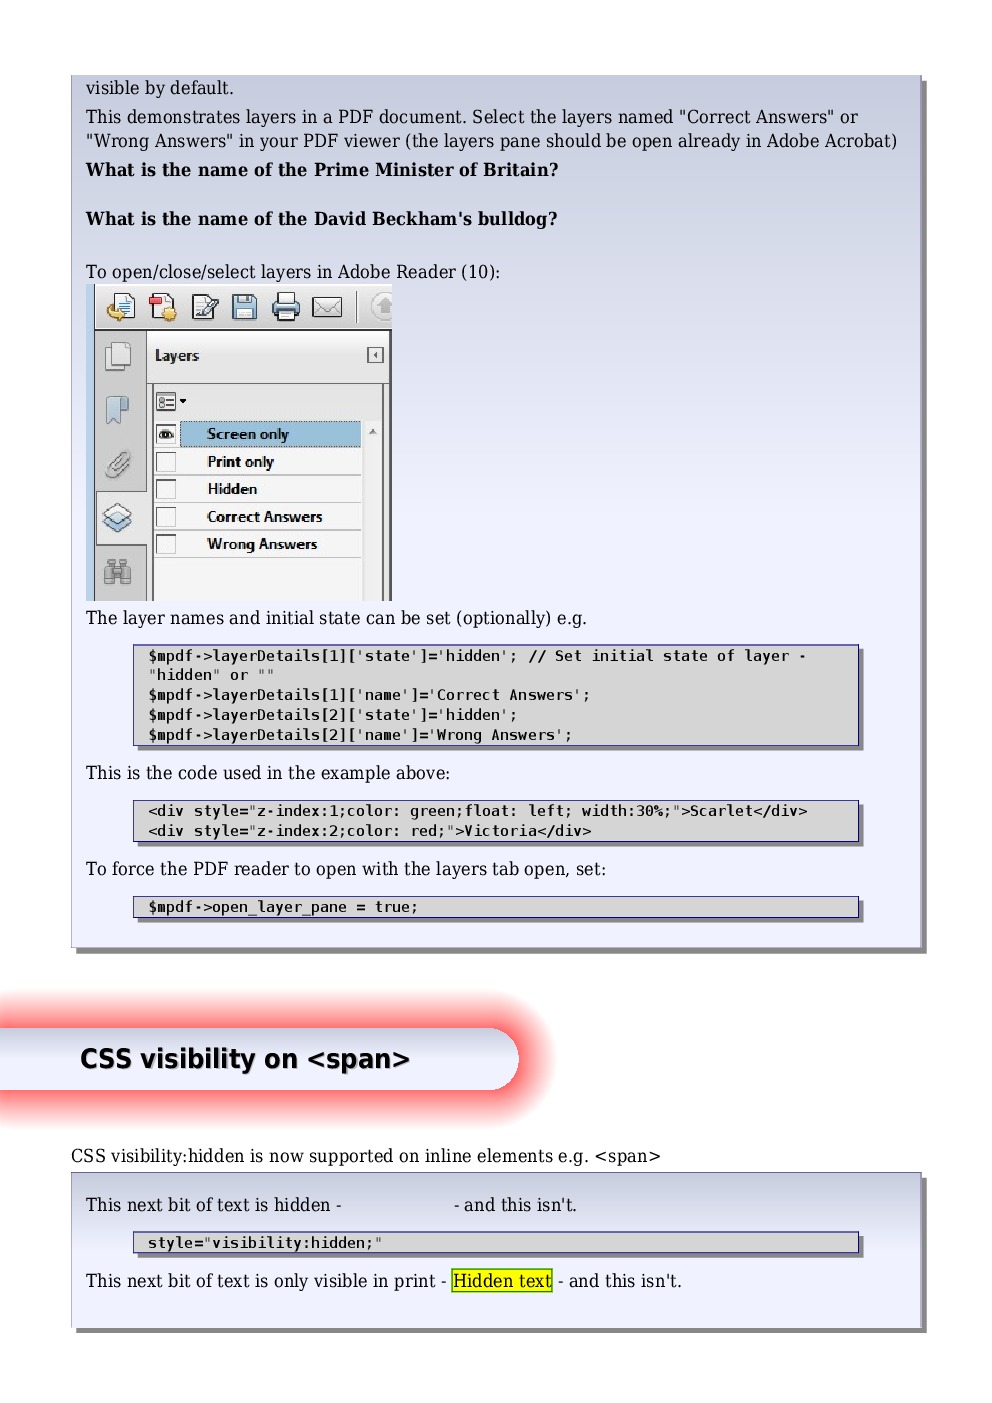 visible by default.
This demonstrates layers in a PDF document. Select the layers named "Correct Answers" or
"Wrong Answers" in your PDF viewer (the layers pane should be open already in Adobe Acrobat)
What is the name of the Prime Minister of Britain?
What is the name of the David Beckham's bulldog?
To open/close/select layers in Adobe Reader (10):
Layers
Screen only
Print only
Hidden
Correct Answers
Wrong Answers
The layer names and initial state can be set (optionally) e.g.
$mpdf->layerDetails[1]['state']='hidden'; // Set initial state of layer -
"hidden" or ""
$mpdf->layerDetails[1]['name']='Correct Answers';
$mpdf->layerDetails[2]['state']='hidden';
$mpdf->layerDetails[2]['name']='Wrong Answers';
This is the code used in the example above:
<div style="z-index:1;color: green;float: left; width:30%;">Scarlet</div>
<div style="z-index:2;color: red;">Victoria</div>
To force the PDF reader to open with the layers tab open, set:
$mpdf->open_layer_pane = true;
CSS visibility on <span>
CSS visibility:hidden is now supported on inline elements e.g. <span>
This next bit of text is hidden - - and this isn't.
style="visibility:hidden;"
This next bit of text is only visible in print - Hidden text - and this isn't.